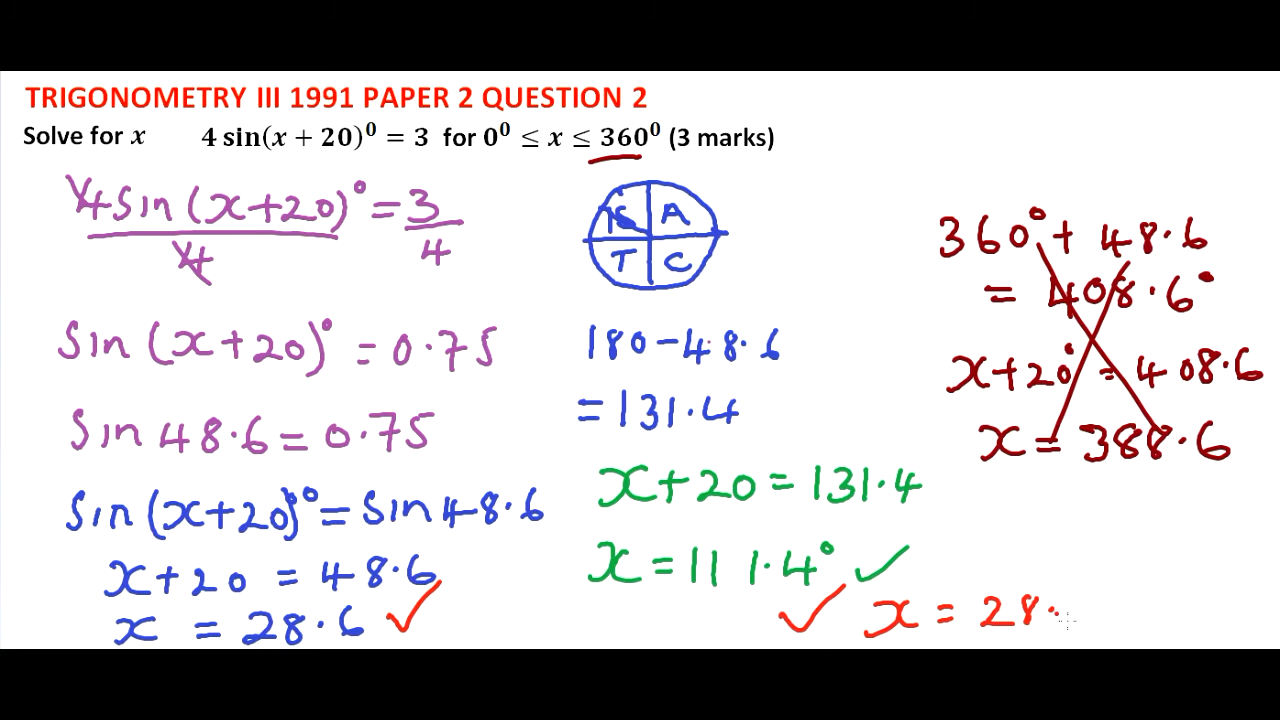 TRIGONOMETRY III 1991 PAPER 2 QUESTION 2
Solve for x 4 sin(x + 20)⁰ = 3 for 0⁰ ≤ x ≤ 360⁰ (3 marks)
4 sin (x+20)° = 3
4 4
sin (x+20)° = 0.75
sin 48.6 = 0.75
sin (x+20)° = sin 48.6
x+20 = 48.6
x = 28.6 ✓
S A
T C
180-48.6
= 131.4
x+20 = 131.4
x = 111.4° ✓
✓ x = 28.
360° + 48.6
= 408.6°
x+20° = 408.6
x = 388.6